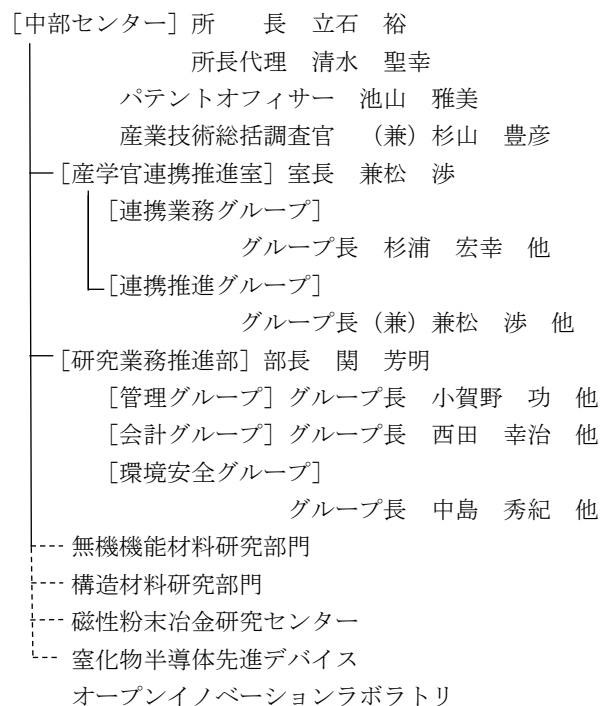 ［中部センター］所　　長　立石　裕
所長代理　清水　聖幸
パテントオフィサー　池山　雅美
産業技術総括調査官　（兼）杉山　豊彦
［産学官連携推進室］室長　兼松　渉
［連携業務グループ］
グループ長　杉浦　宏幸　他
［連携推進グループ］
グループ長（兼）兼松　渉　他
［研究業務推進部］部長　関　芳明
［管理グループ］グループ長　小賀野　功　他
［会計グループ］グループ長　西田　幸治　他
［環境安全グループ］
グループ長　中島　秀紀　他
無機機能材料研究部門
構造材料研究部門
磁性粉末冶金研究センター
窒化物半導体先進デバイス
オープンイノベーションラボラトリ